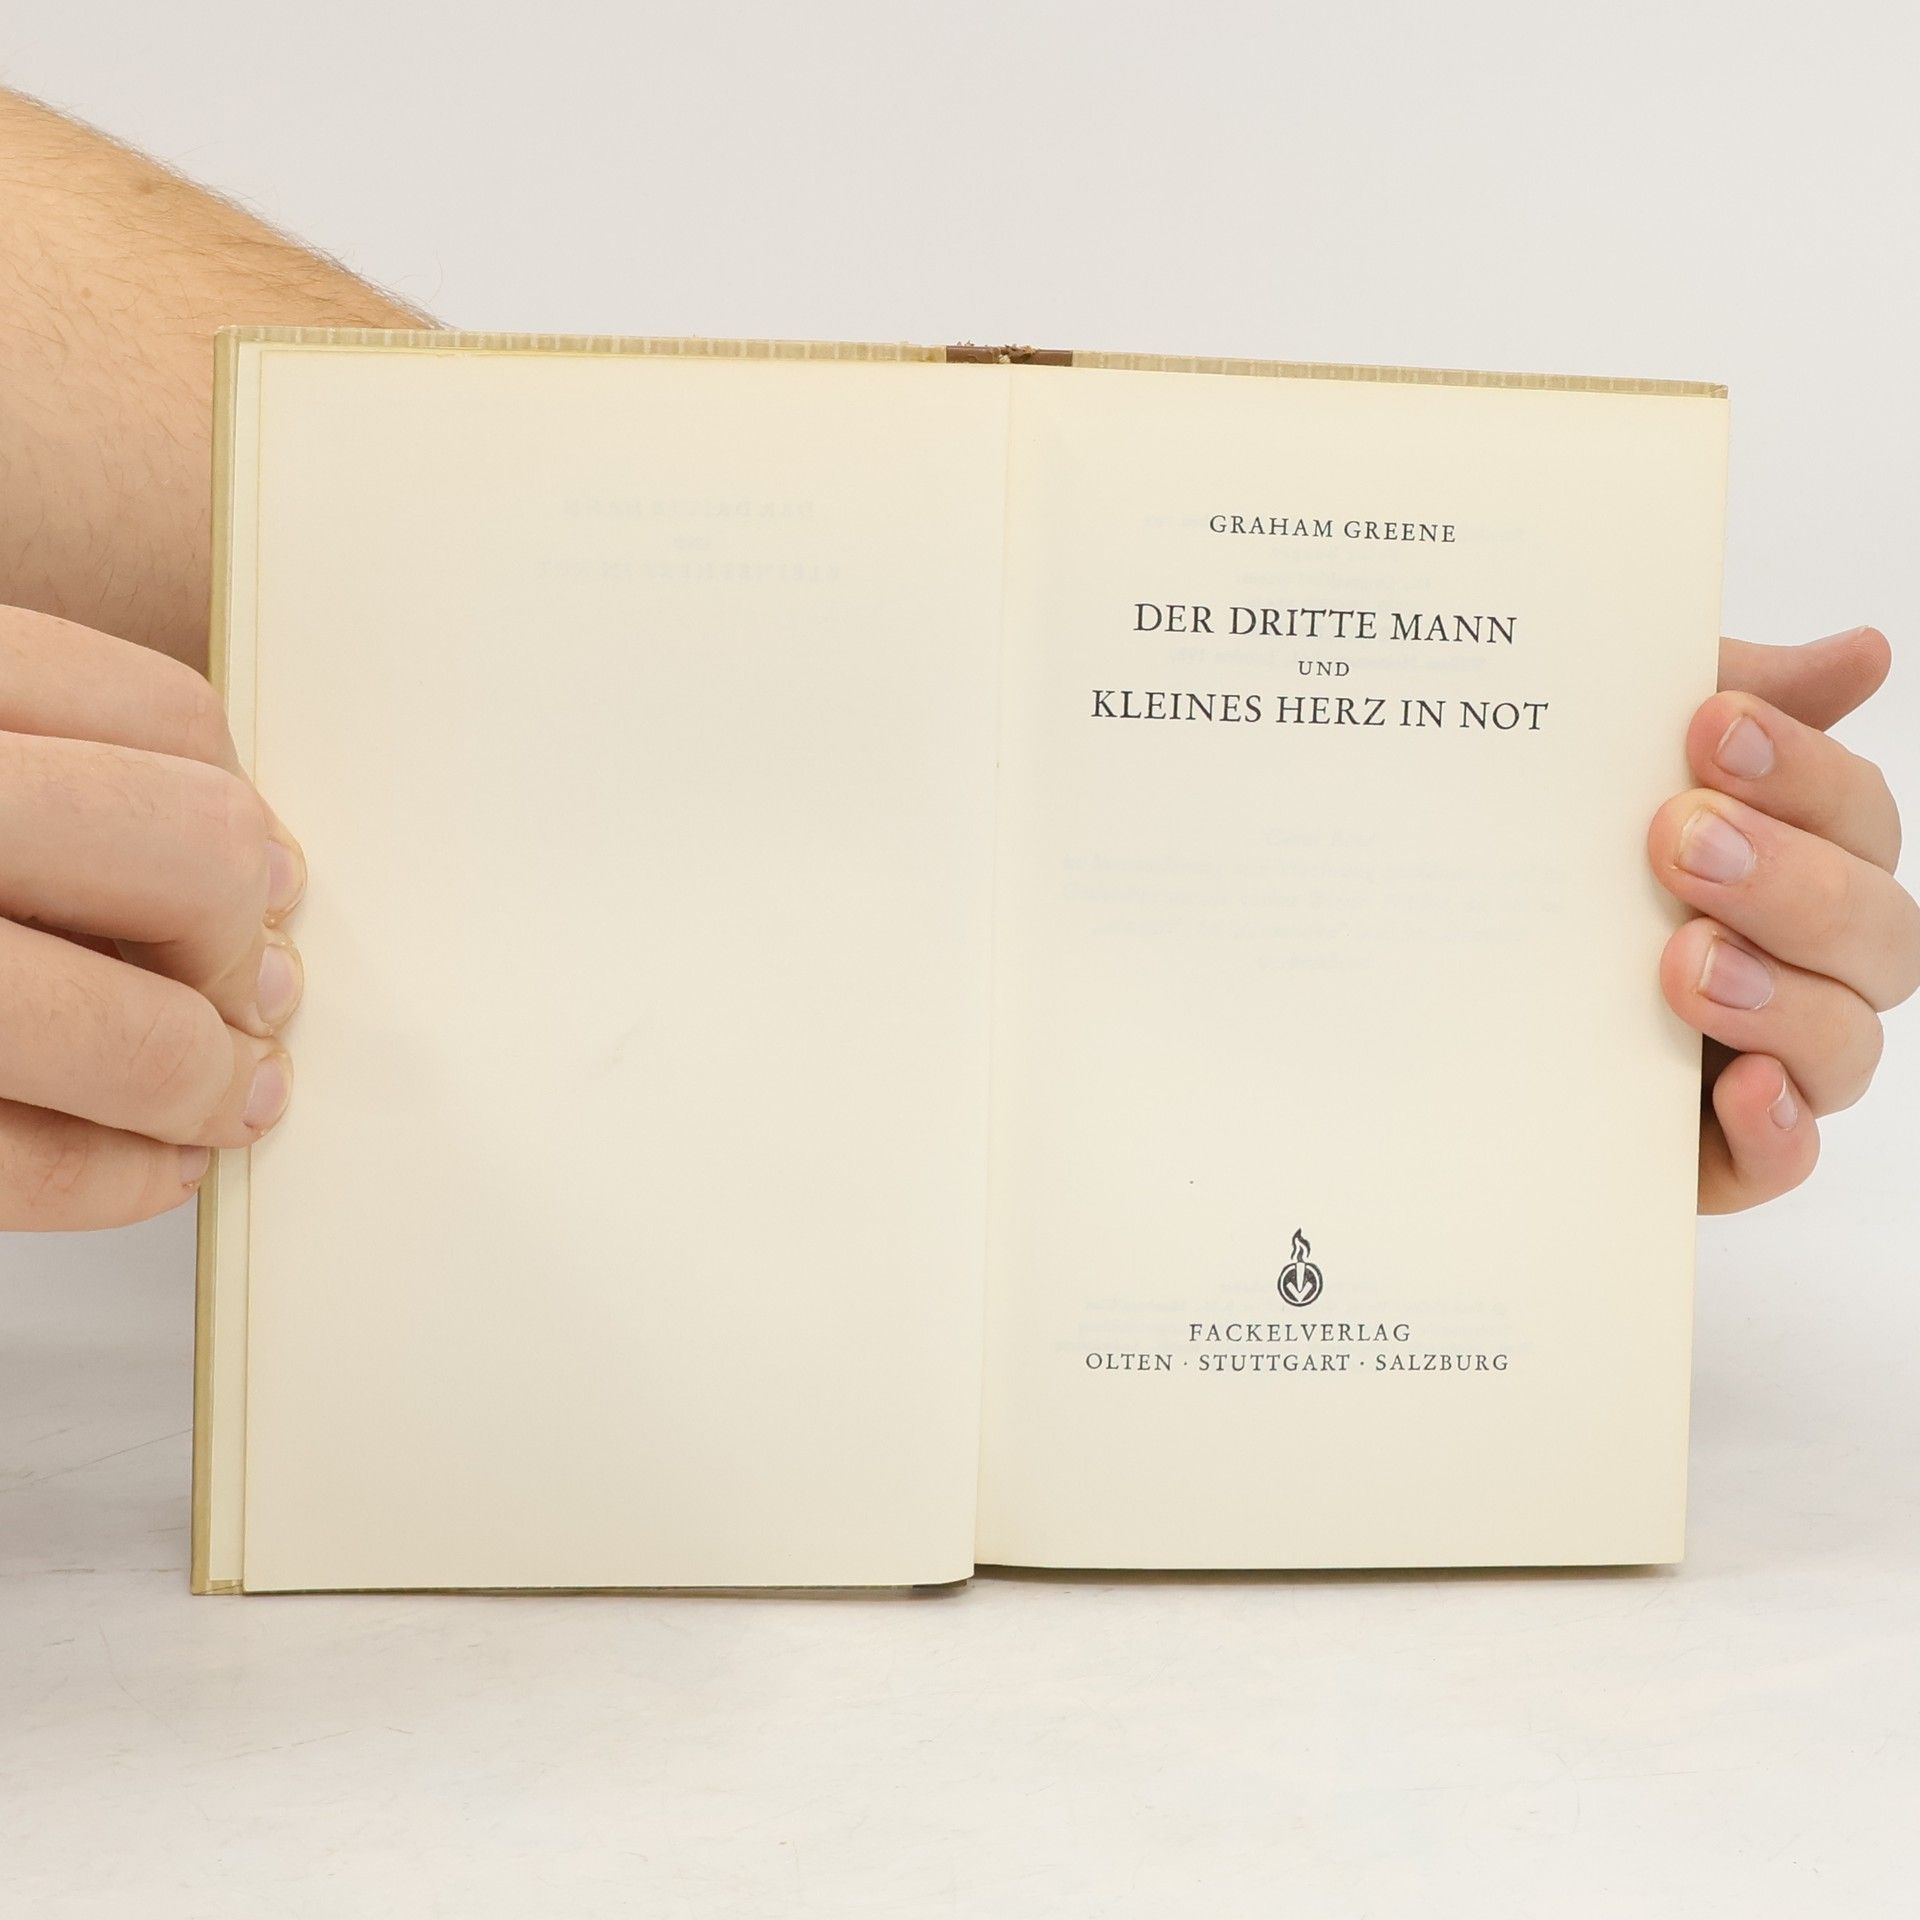 GRAHAM GREENE
DER DRITTE MANN
UND
KLEINES HERZ IN NOT
FACKELVERLAG
OLTEN · STUTTGART · SALZBURG